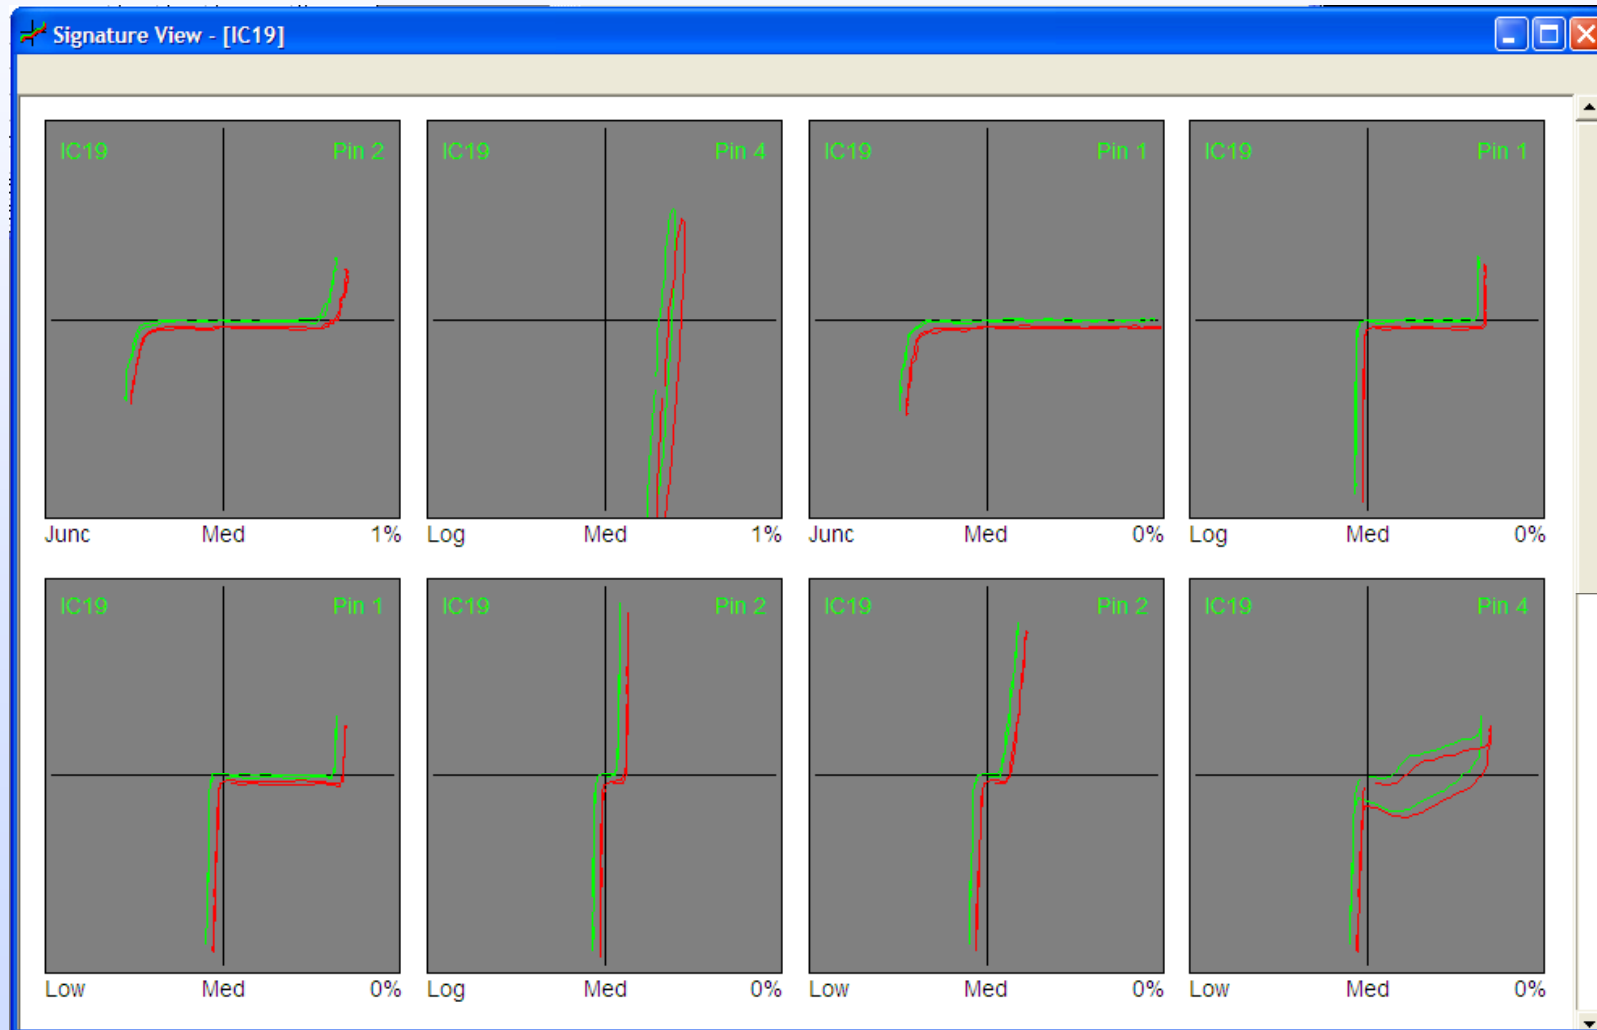 Signature View - [IC19]
IC19 Pin 2 IC19 Pin 4 IC19 Pin 1 IC19 Pin 1
Junc Med 1% Log Med 1% Junc Med 0% Log Med 0%
IC19 Pin 1 IC19 Pin 2 IC19 Pin 2 IC19 Pin 4
Low Med 0% Log Med 0% Low Med 0% Low Med 0%